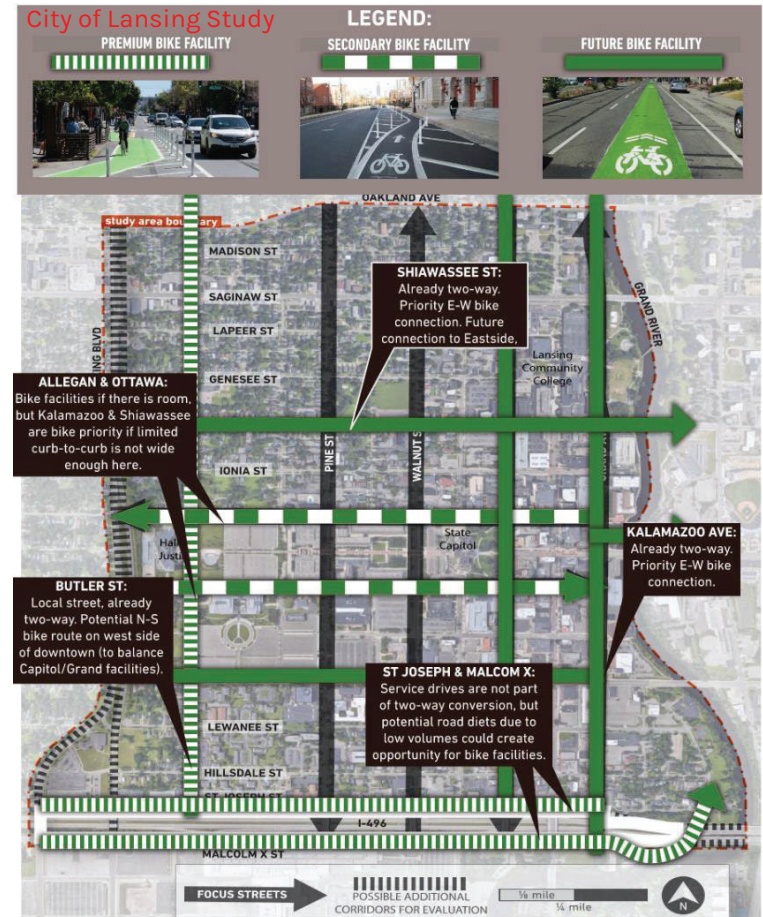 City of Lansing Study
LEGEND:
PREMIUM BIKE FACILITY
SECONDARY BIKE FACILITY
FUTURE BIKE FACILITY
OAKLAND AVE
study area boundary
MADISON ST
SHIAWASSEE ST:
Already two-way.
Priority E-W bike
connection. Future
connection to Eastside,
SAGINAW ST
LAPEER ST
GRAND RIVER
ING BLVD
Lansing
Community
College
GENESEE ST
ALLEGAN & OTTAWA:
Bike facilities if there is room,
but Kalamazoo & Shiawassee
are bike priority if limited
curb-to-curb is not wide
enough here.
PINE ST
WALNUT S
IONIA ST
State
Capitol
Hall
Justi
KALAMAZOO AVE:
Already two-way.
Priority E-W bike
connection.
BUTLER ST:
Local street, already
two-way. Potential N-S
bike route on west side
of downtown (to balance
Capitol/Grand facilities).
ST JOSEPH & MALCOM X:
Service drives are not part
of two-way conversion, but
potential road diets due to
low volumes could create
opportunity for bike facilities.
LEWANEE ST
HILLSDALE ST
ST JOSEPH ST
I-496
MALCOLM X ST
FOCUS STREETS
POSSIBLE ADDITIONAL
CORRIDORS FOR EVALUATION
⅛ mile
¼ mile
N